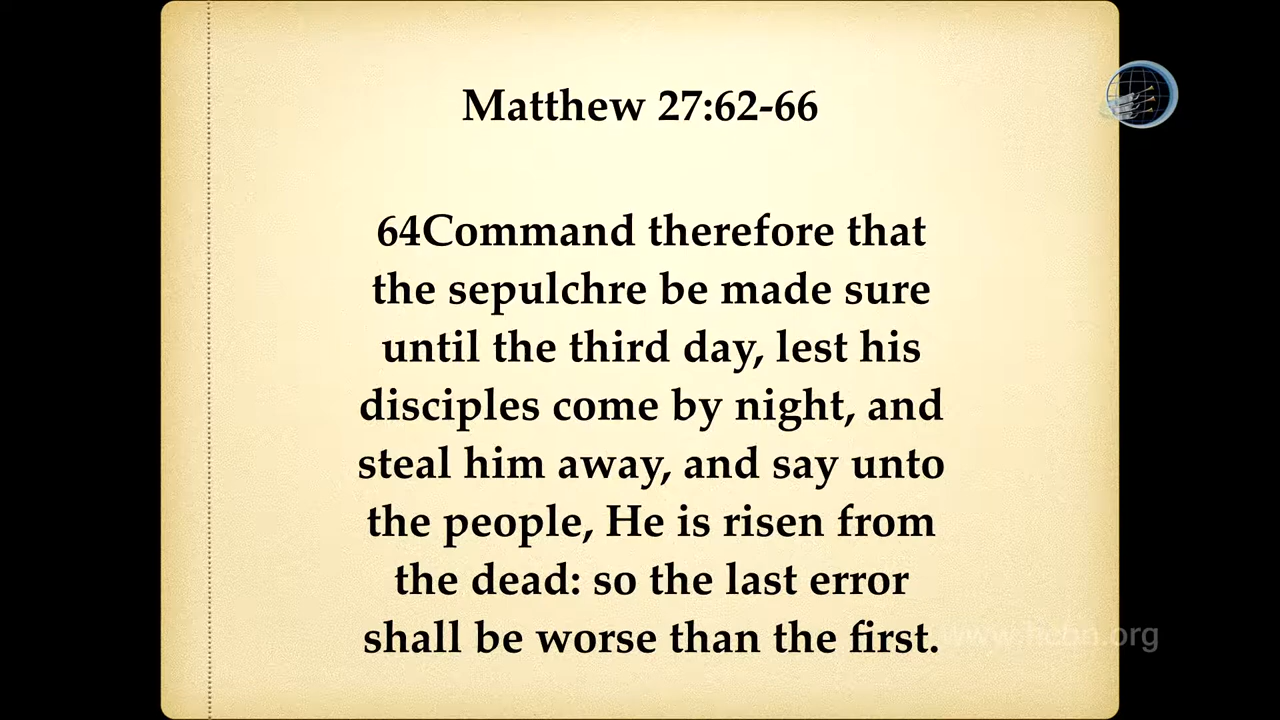 Matthew 27:62-66
64Command therefore that
the sepulchre be made sure
until the third day, lest his
disciples come by night, and
steal him away, and say unto
the people, He is risen from
the dead: so the last error
shall be worse than the first.